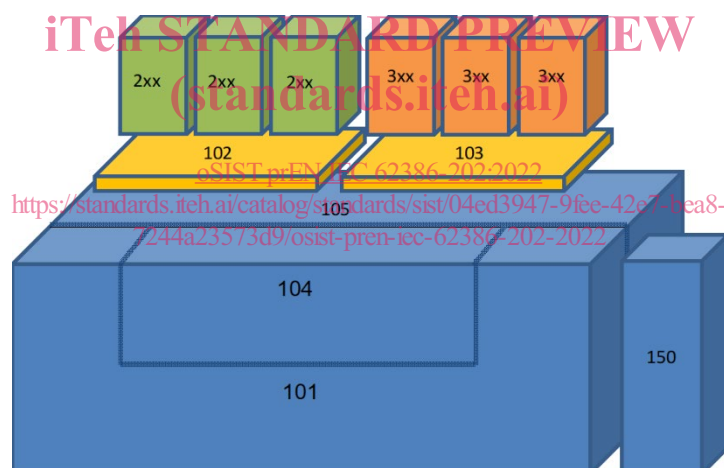 iTeh STANDARD PREVIEW
2xx 2xx 2xx 3xx 3xx 3xx
(standards.iteh.ai)
102 103
oSIST prEN IEC 62386-202:2022
https://standards.iteh.ai/catalog/standards/sist/04ed3947-9fee-42e7-bea8-
105
7244a23573d9/osist-pren-iec-62386-202-2022
104
150
101